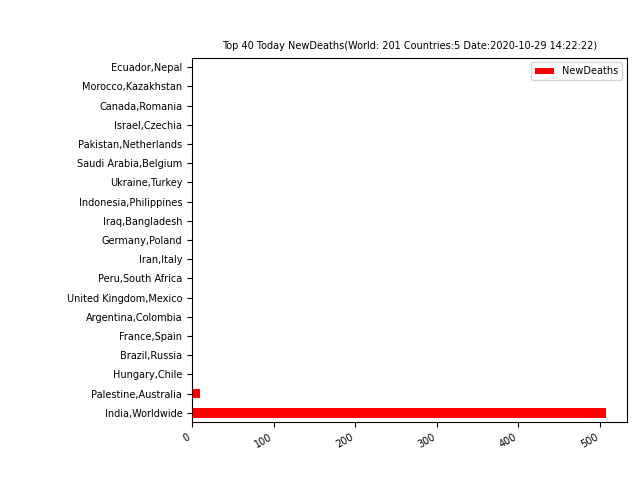 Top 40 Today NewDeaths(World: 201 Countries:5 Date:2020-10-29 14:22:22)
NewDeaths
Ecuador,Nepal
Morocco,Kazakhstan
Canada,Romania
Israel,Czechia
Pakistan,Netherlands
Saudi Arabia,Belgium
Ukraine,Turkey
Indonesia,Philippines
Iraq,Bangladesh
Germany,Poland
Iran,Italy
Peru,South Africa
United Kingdom,Mexico
Argentina,Colombia
France,Spain
Brazil,Russia
Hungary,Chile
Palestine,Australia
India,Worldwide
0 100 200 300 400 500